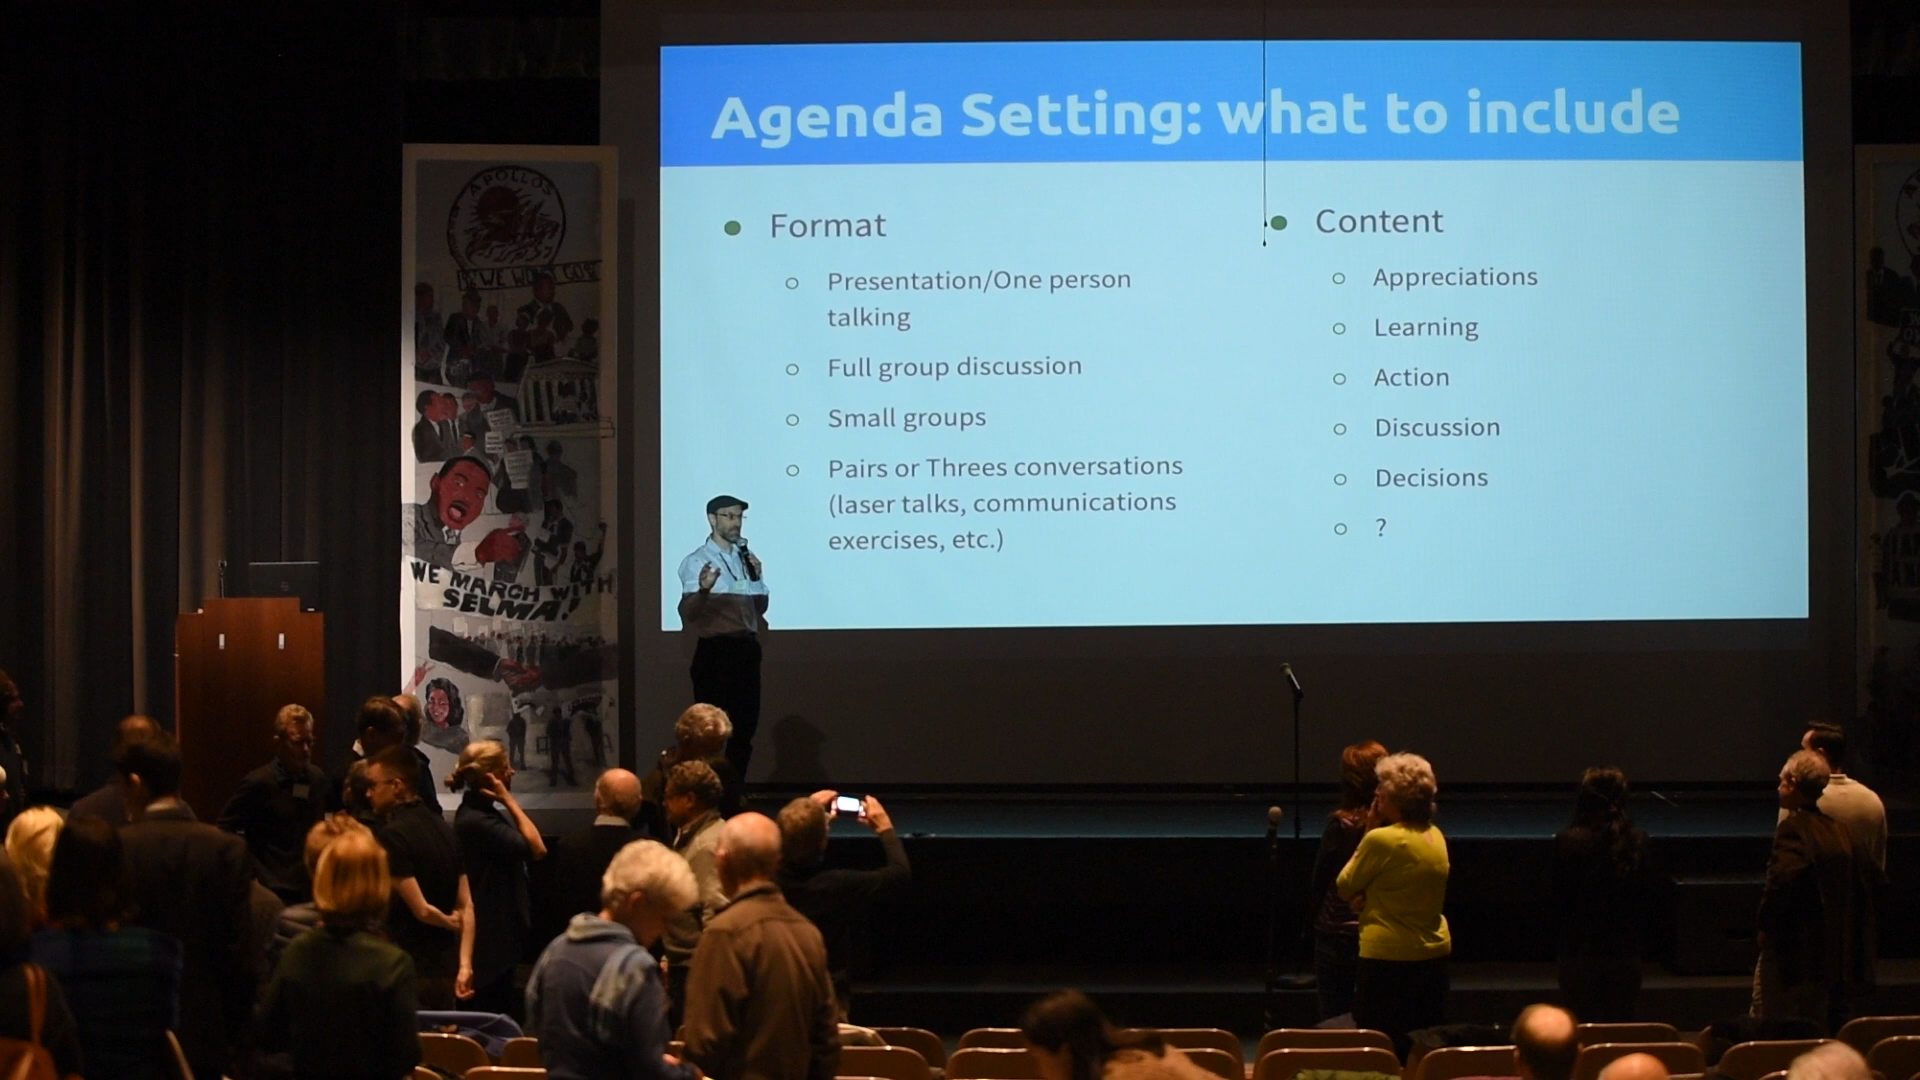 Agenda Setting: what to include
Format
Presentation/One person
talking
Full group discussion
Small groups
Pairs or Threes conversations
(laser talks, communications
exercises, etc.)
Content
Appreciations
Learning
Action
Discussion
Decisions
?
APOLLOS
WE WON'T GO
WE MARCH WITH
SELMA!